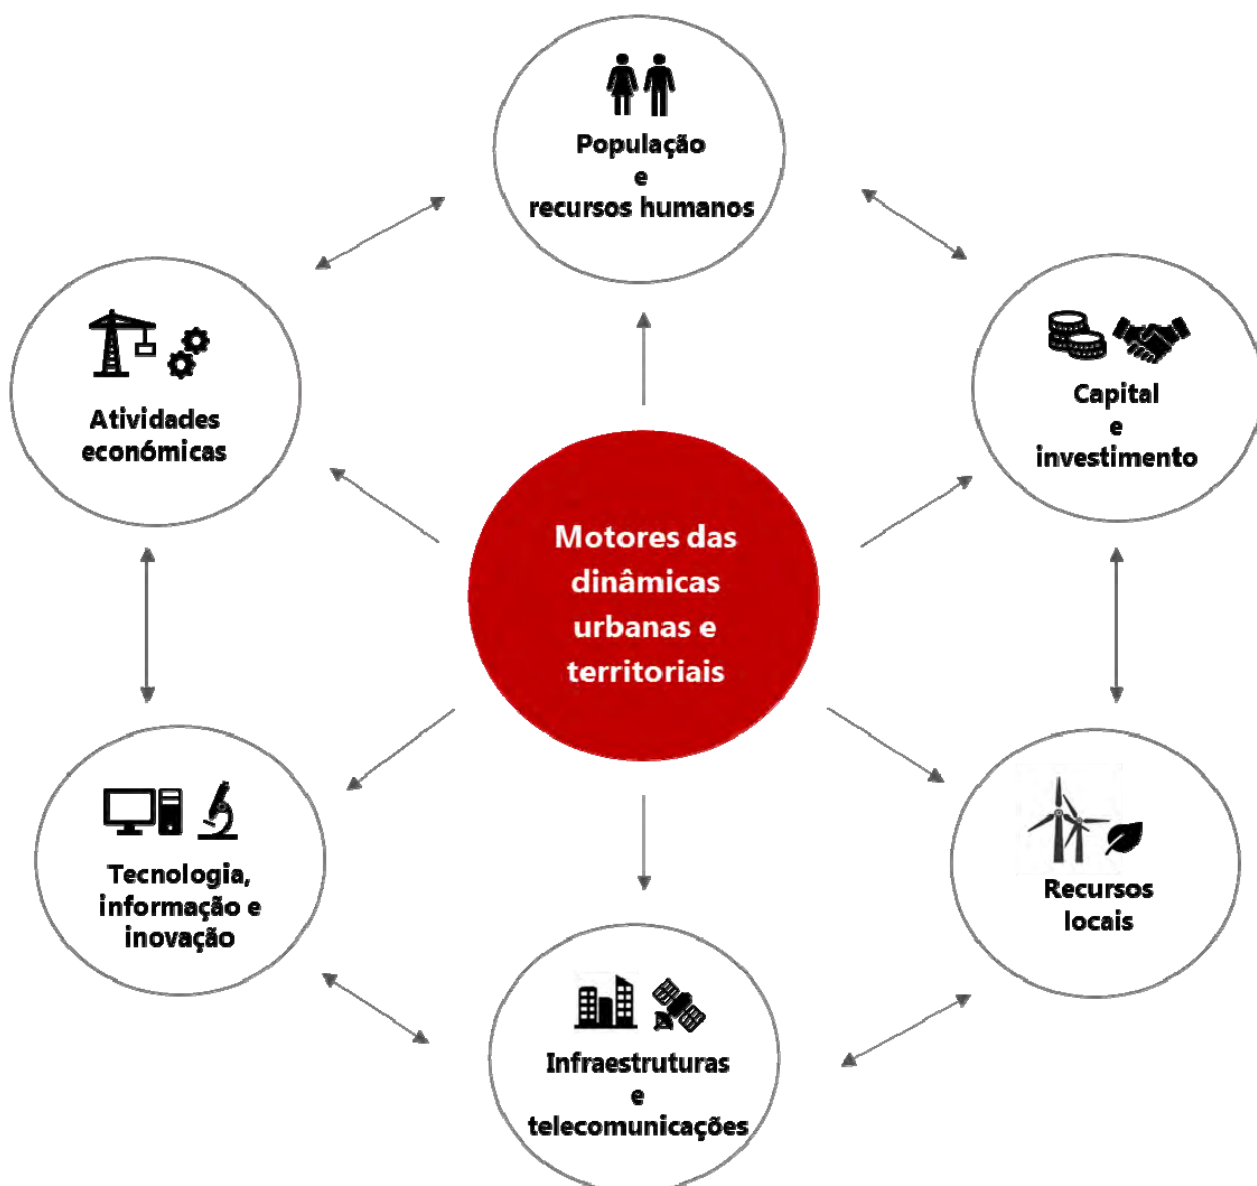 População
e
recursos humanos
Atividades
económicas
Capital
e
investimento
Motores das
dinâmicas
urbanas e
territoriais
Tecnologia,
informação e
inovação
Recursos
locais
Infraestruturas
e
telecomunicações